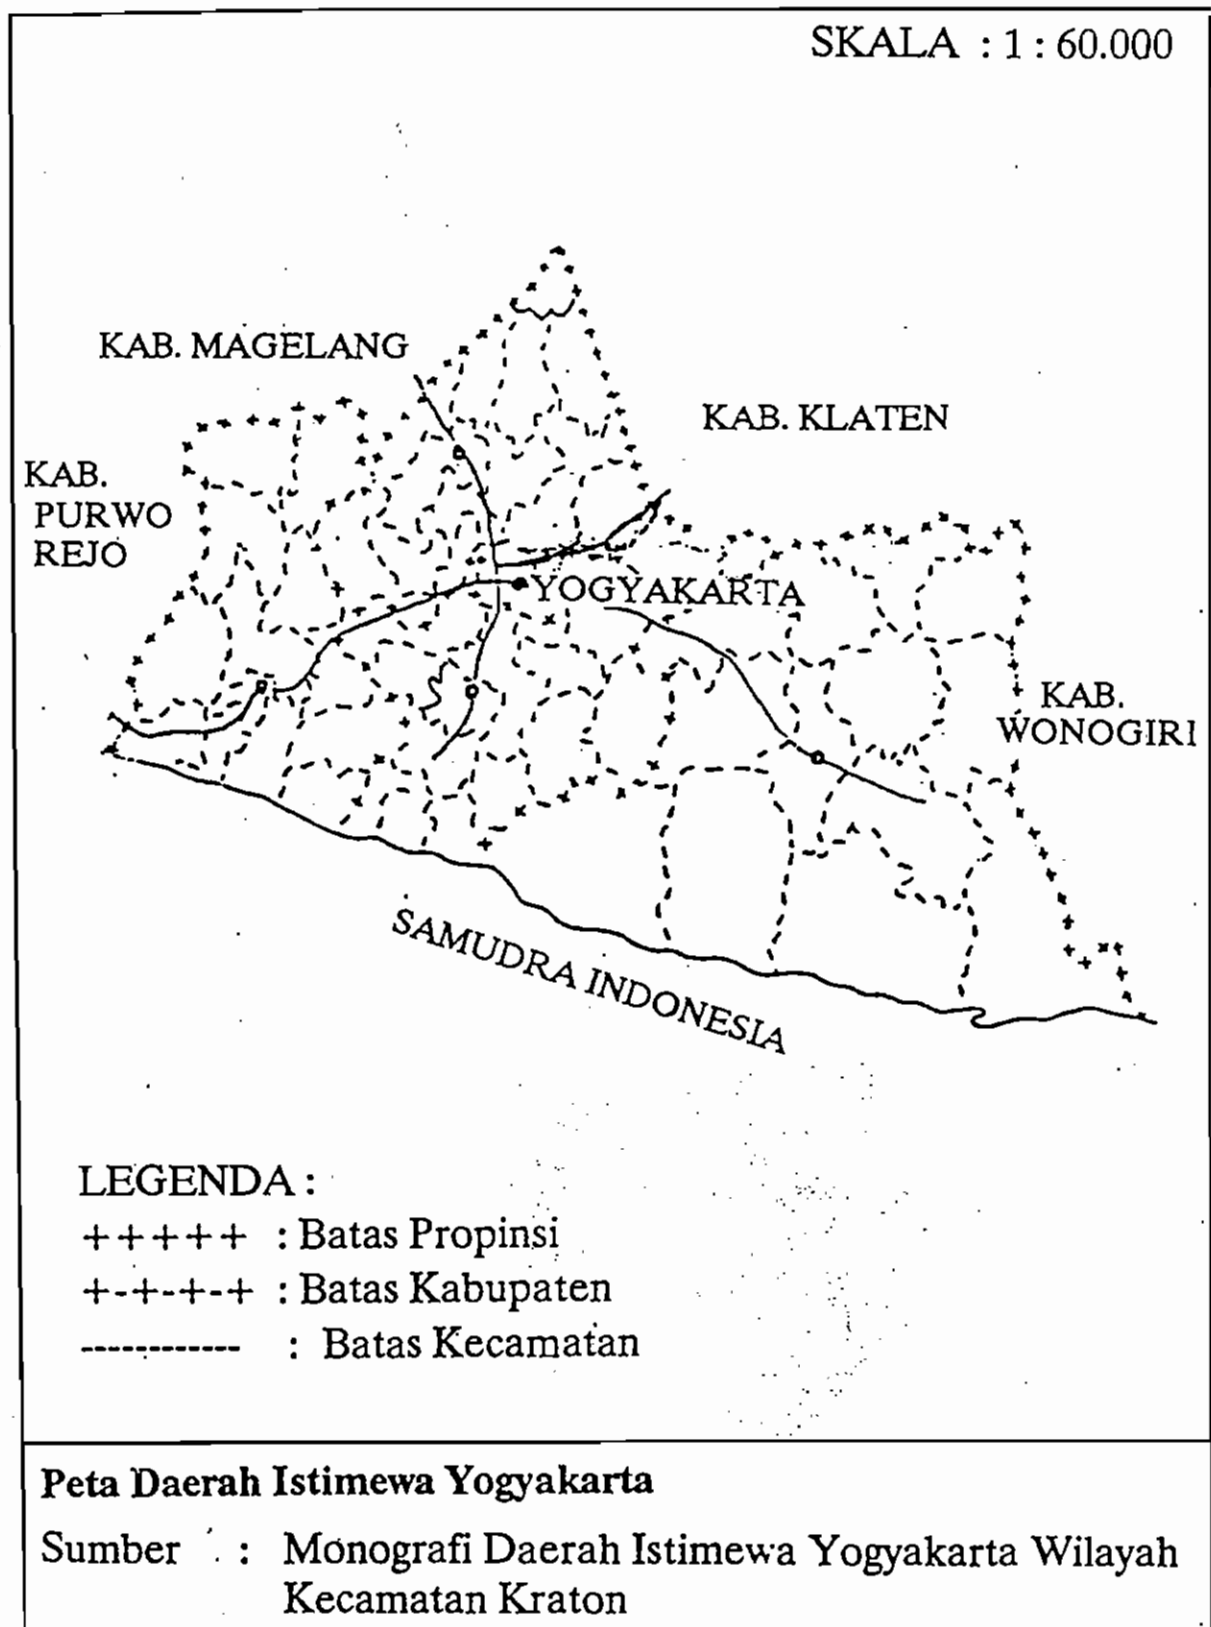 SKALA : 1 : 60.000
KAB. MAGELANG
KAB. KLATEN
KAB.
PURWO
REJO
YOGYAKARTA
KAB.
WONOGIRI
SAMUDRA INDONESIA
LEGENDA :
+++++ : Batas Propinsi
+-+-+-+ : Batas Kabupaten
------------ : Batas Kecamatan
Peta Daerah Istimewa Yogyakarta
Sumber : Monografi Daerah Istimewa Yogyakarta Wilayah
Kecamatan Kraton